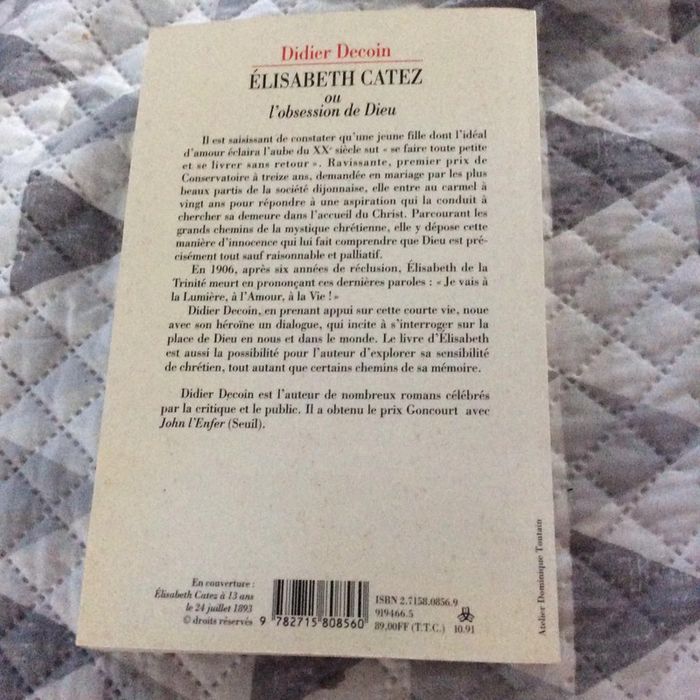 Didier Decoin
ÉLISABETH CATEZ
ou
l'obsession de Dieu
Il est saisissant de constater qu'une jeune fille dont l'idéal
d'amour éclaira l'aube du XXe siècle sut « se faire toute petite
et se livrer sans retour ». Ravissante, premier prix de
Conservatoire à treize ans, demandée en mariage par les plus
beaux partis de la société dijonnaise, elle entre au carmel à
vingt ans pour répondre à une aspiration qui la conduit à
chercher sa demeure dans l'accueil du Christ. Parcourant les
grands chemins de la mystique chrétienne, elle y dépose cette
manière d'innocence qui lui fait comprendre que Dieu est pré-
cisément tout sauf raisonnable et palliatif.
En 1906, après six années de réclusion, Élisabeth de la
Trinité meurt en prononçant ces dernières paroles : « Je vais à
la Lumière, à l'Amour, à la Vie ! »
Didier Decoin, en prenant appui sur cette courte vie, noue
avec son héroïne un dialogue, qui incite à s'interroger sur la
place de Dieu en nous et dans le monde. Le livre d'Elisabeth
est aussi la possibilité pour l'auteur d'explorer sa sensibilité
de chrétien, tout autant que certains chemins de sa mémoire.
Didier Decoin est l'auteur de nombreux romans célébrés
par la critique et le public. Il a obtenu le prix Goncourt avec
John l'Enfer (Seuil).
En couverture :
Élisabeth Catez à 13 ans
le 24 juillet 1893
© droits réservés
9 782715 808560
ISBN 2.7158.0856.9
919466.5
89,00FF (T.T.C.) 10.91
Atelier Dominique Toutain